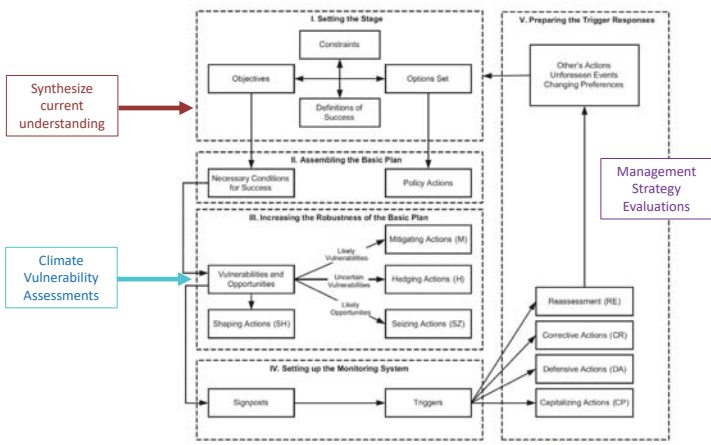 I. Setting the Stage
Constraints
Objectives
Options Set
Definitions of
Success
Synthesize
current
understanding
II. Assembling the Basic Plan
Necessary Conditions
for Success
Policy Actions
III. Increasing the Robustness of the Basic Plan
Climate
Vulnerability
Assessments
Vulnerabilities and
Opportunities
Likely
Vulnerabilities
Uncertain
Vulnerabilities
Likely
Opportunities
Mitigating Actions (M)
Hedging Actions (H)
Shaping Actions (SH)
Seizing Actions (SZ)
IV. Setting up the Monitoring System
Signposts
Triggers
V. Preparing the Trigger Responses
Other's Actions
Unforeseen Events
Changing Preferences
Management
Strategy
Evaluations
Reassessment (RE)
Corrective Actions (CR)
Defensive Actions (DA)
Capitalizing Actions (CP)